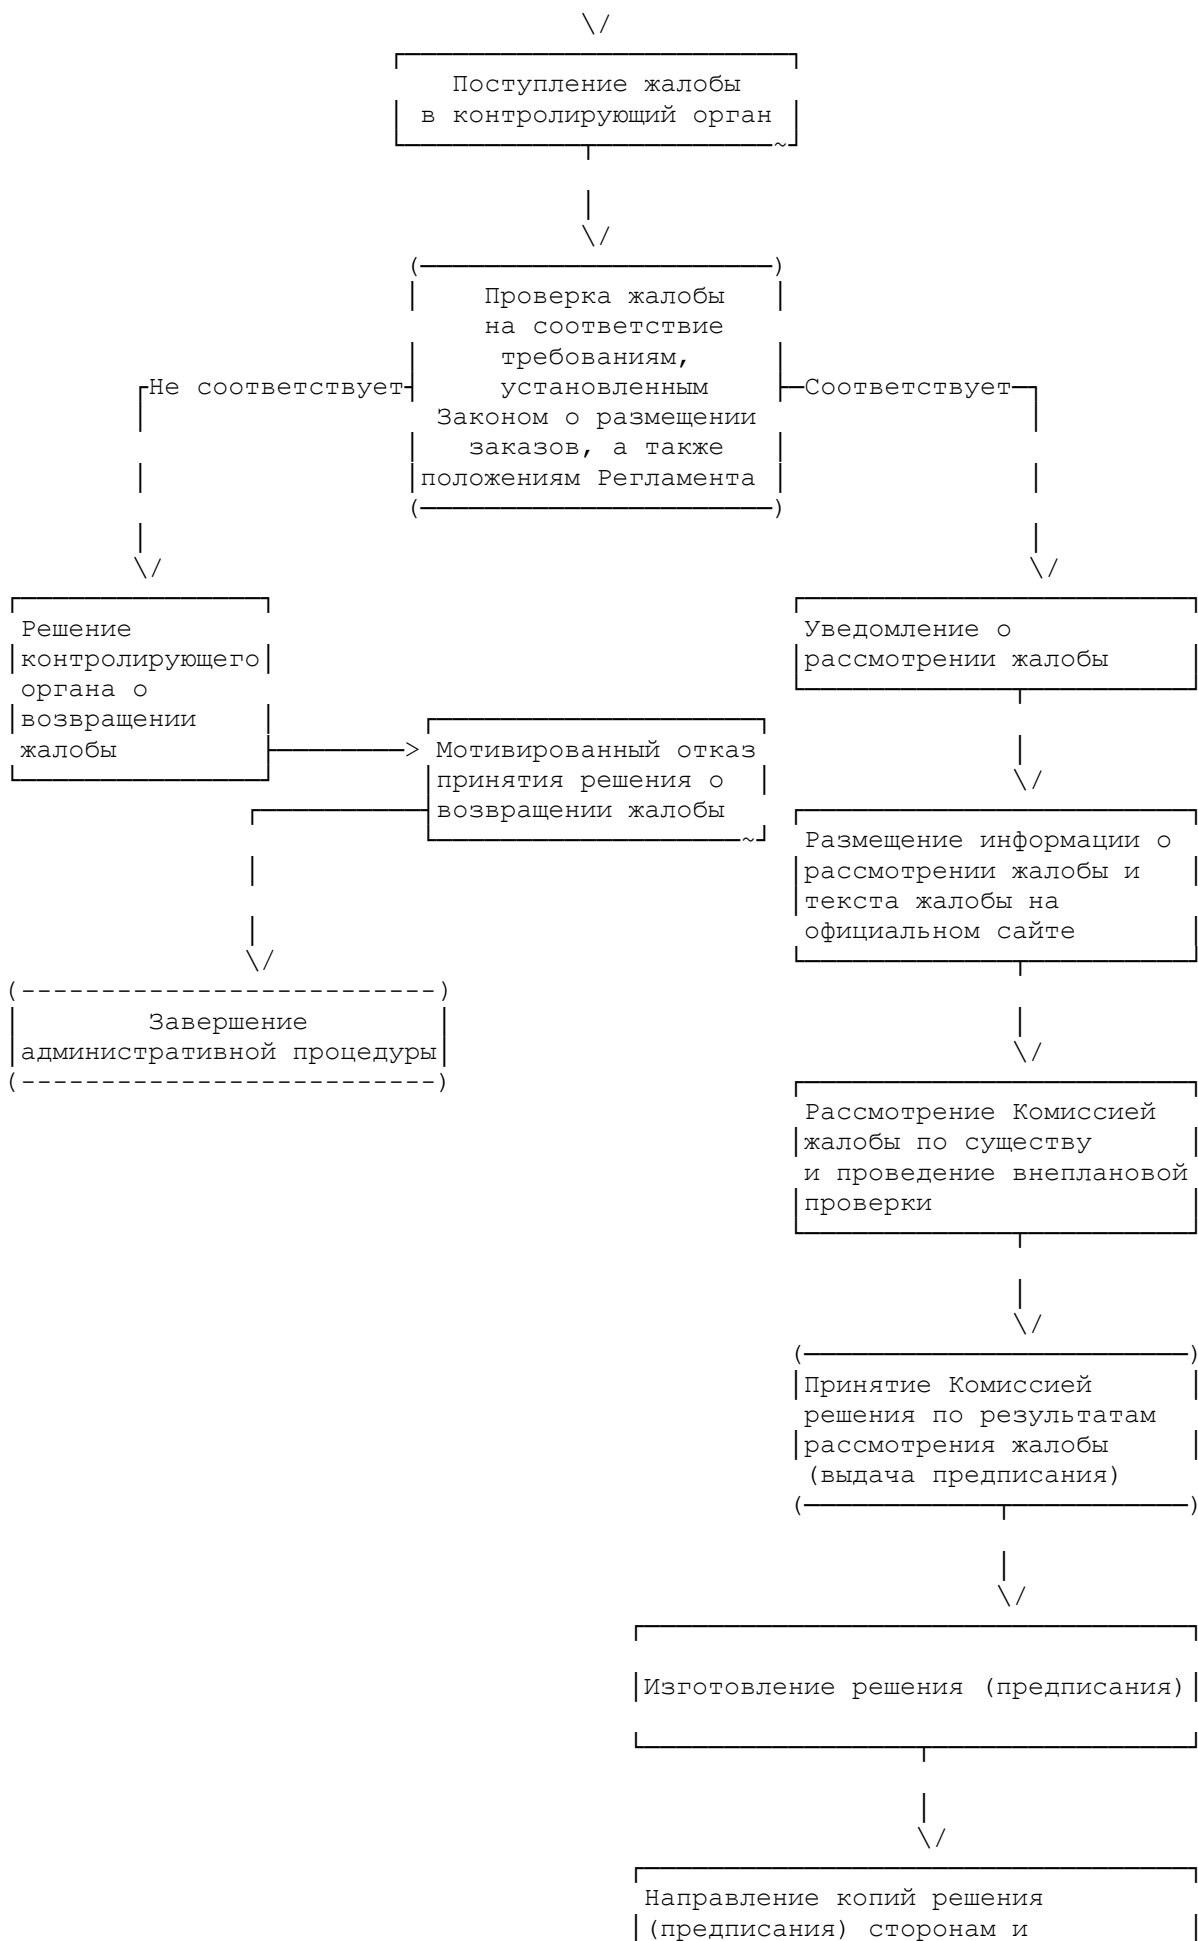 Поступление жалобы
в контролирующий орган
Проверка жалобы
на соответствие
требованиям,
установленным
Законом о размещении
заказов, а также
положениям Регламента
Не соответствует
Соответствует
Решение
контролирующего
органа о
возвращении
жалобы
Мотивированный отказ
принятия решения о
возвращении жалобы
Завершение
административной процедуры
Уведомление о
рассмотрении жалобы
Размещение информации о
рассмотрении жалобы и
текста жалобы на
официальном сайте
Рассмотрение Комиссией
жалобы по существу
и проведение внеплановой
проверки
Принятие Комиссией
решения по результатам
рассмотрения жалобы
(выдача предписания)
Изготовление решения (предписания)
Направление копий решения
(предписания) сторонам и